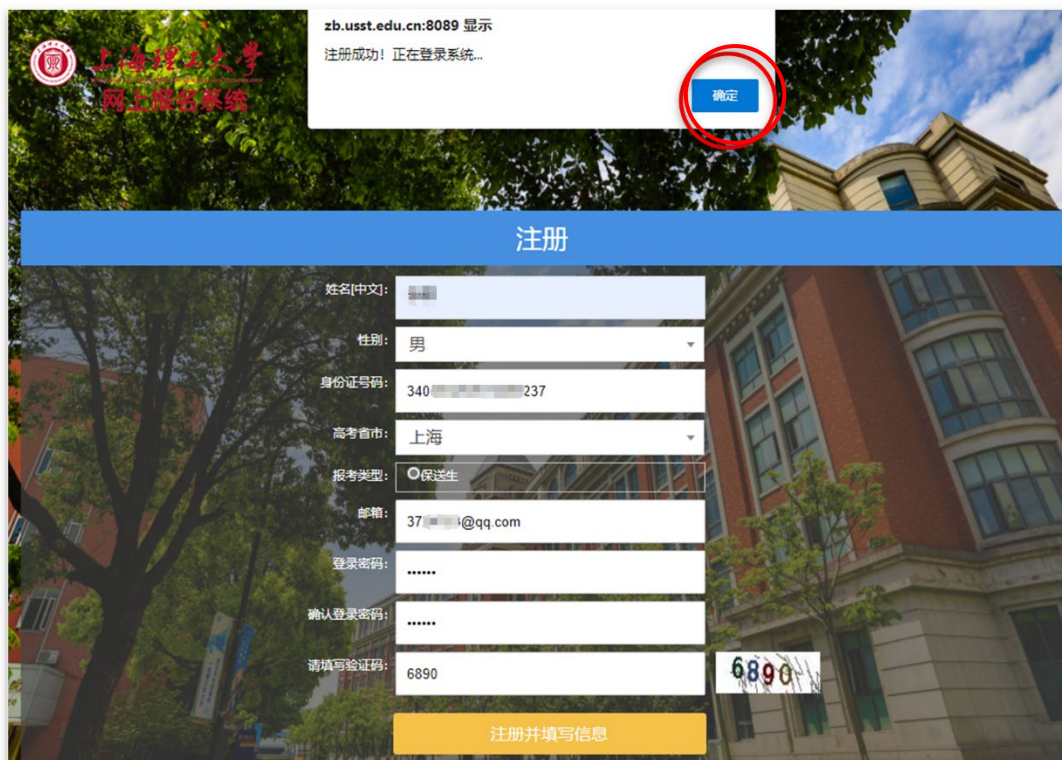 zb.usst.edu.cn:8089 显示
注册成功！正在登录系统...
确定
上海理工大學
网上报名系统
注册
姓名[中文]:
性别: 男
身份证号码: 340 237
高考省市: 上海
报考类型: 保送生
邮箱: 37 @qq.com
登录密码: ••••••
确认登录密码: ••••••
请填写验证码: 6890 6890
注册并填写信息